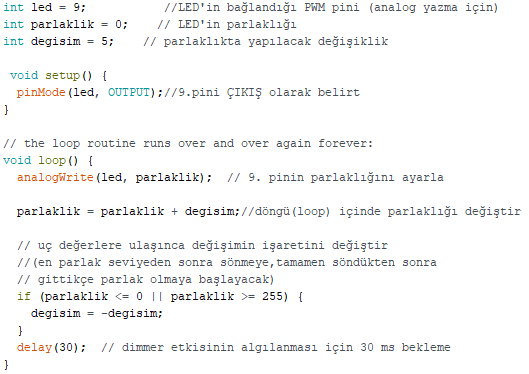 int led = 9;           //LED'in bağlandığı PWM pini (analog yazma için)
int parlaklik = 0;    // LED'in parlaklığı
int degisim = 5;    // parlaklıkta yapılacak değişiklik
void setup() {
pinMode(led, OUTPUT);//9.pini ÇIKIŞ olarak belirt
}
// the loop routine runs over and over again forever:
void loop() {
analogWrite(led, parlaklik);  // 9. pinin parlaklığını ayarla
parlaklik = parlaklik + degisim;//döngü(loop) içinde parlaklığı değiştir
// uç değerlere ulaşınca değişimin işaretini değiştir
//(en parlak seviyeden sonra sönmeye,tamamen söndükten sonra
// gittikçe parlak olmaya başlayacak)
if (parlaklik <= 0 || parlaklik >= 255) {
degisim = -degisim;
}
delay(30);  // dimmer etkisinin algılanması için 30 ms bekleme
}